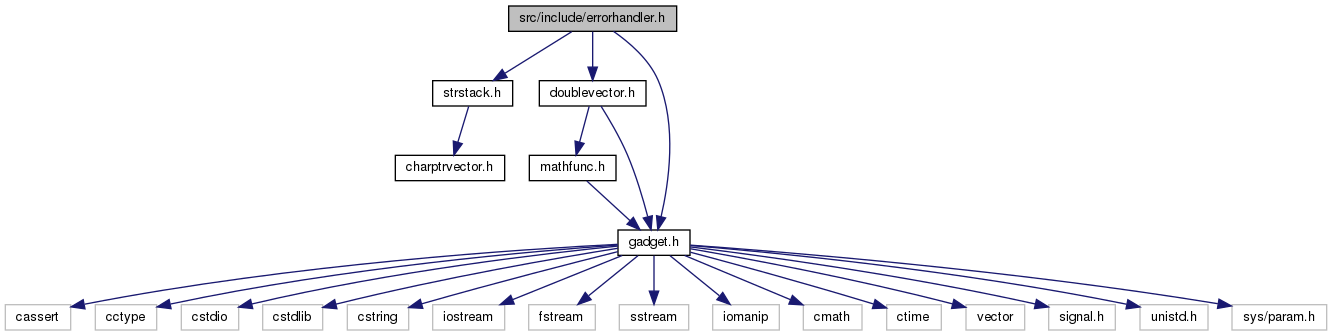 src/include/errorhandler.h
strstack.h
doublevector.h
charptrvector.h
mathfunc.h
gadget.h
cassert
cctype
cstdio
cstdlib
cstring
iostream
fstream
sstream
iomanip
cmath
ctime
vector
signal.h
unistd.h
sys/param.h